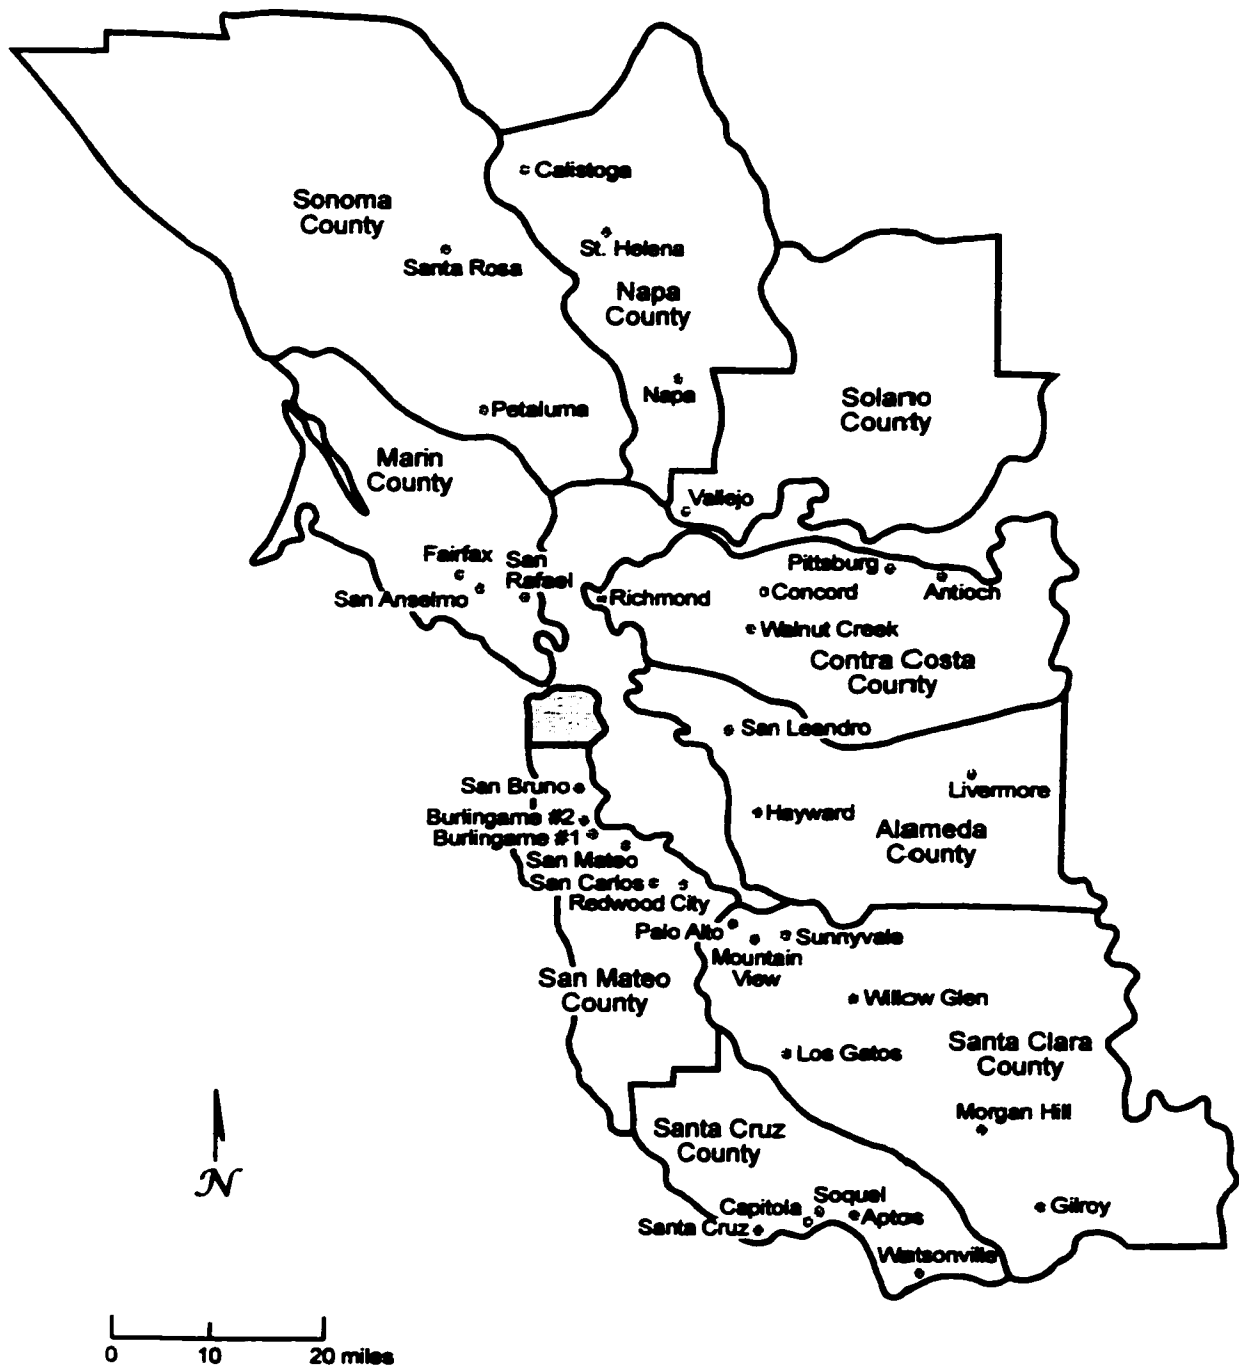 Calistoga
Sonoma
County
St. Helena
Santa Rosa
Napa
County
Napa
Solano
County
Petaluma
Marin
County
Vallejo
Fairfax
San
Rafael
San Anselmo
Pittsburg
Richmond
Concord
Antioch
Walnut Creek
Contra Costa
County
San Leandro
San Bruno
Livermore
Burlingame #2
Hayward
Burlingame #1
Alameda
County
San Mateo
San Carlos
Redwood City
Palo Alto
Sunnyvale
Mountain
View
San Mateo
County
Willow Glen
Santa Clara
County
Los Gatos
Morgan Hill
Santa Cruz
County
N
Soquel
Capitola
Aptos
Gilroy
Santa Cruz
Watsonville
0 10 20 miles